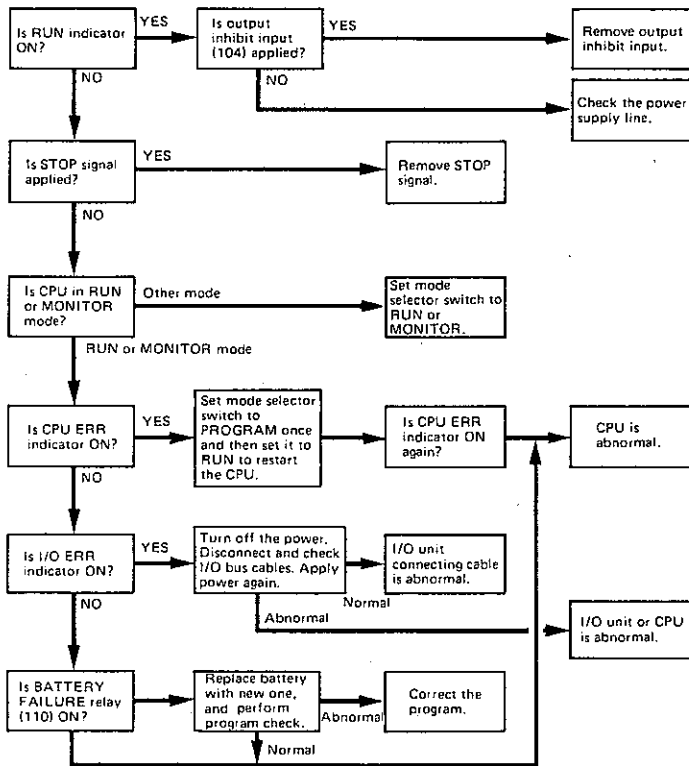 Is RUN indicator
ON?
YES
NO
Is output
inhibit input
(104) applied?
YES
NO
Remove output
inhibit input.
Check the power
supply line.
Is STOP signal
applied?
YES
NO
Remove STOP
signal.
Is CPU in RUN
or MONITOR
mode?
Other mode
RUN or MONITOR mode
Set mode
selector switch to
RUN or
MONITOR.
Is CPU ERR
indicator ON?
YES
NO
Set mode selector
switch to
PROGRAM once
and then set it to
RUN to restart
the CPU.
Is CPU ERR
indicator ON
again?
CPU is
abnormal.
Is I/O ERR
indicator ON?
YES
NO
Turn off the power.
Disconnect and check
I/O bus cables. Apply
power again.
Normal
Abnormal
I/O unit
connecting cable
is abnormal.
I/O unit or CPU
is abnormal.
Is BATTERY
FAILURE relay
(110) ON?
Replace battery
with new one,
and perform
program check.
Abnormal
Normal
Correct the
program.